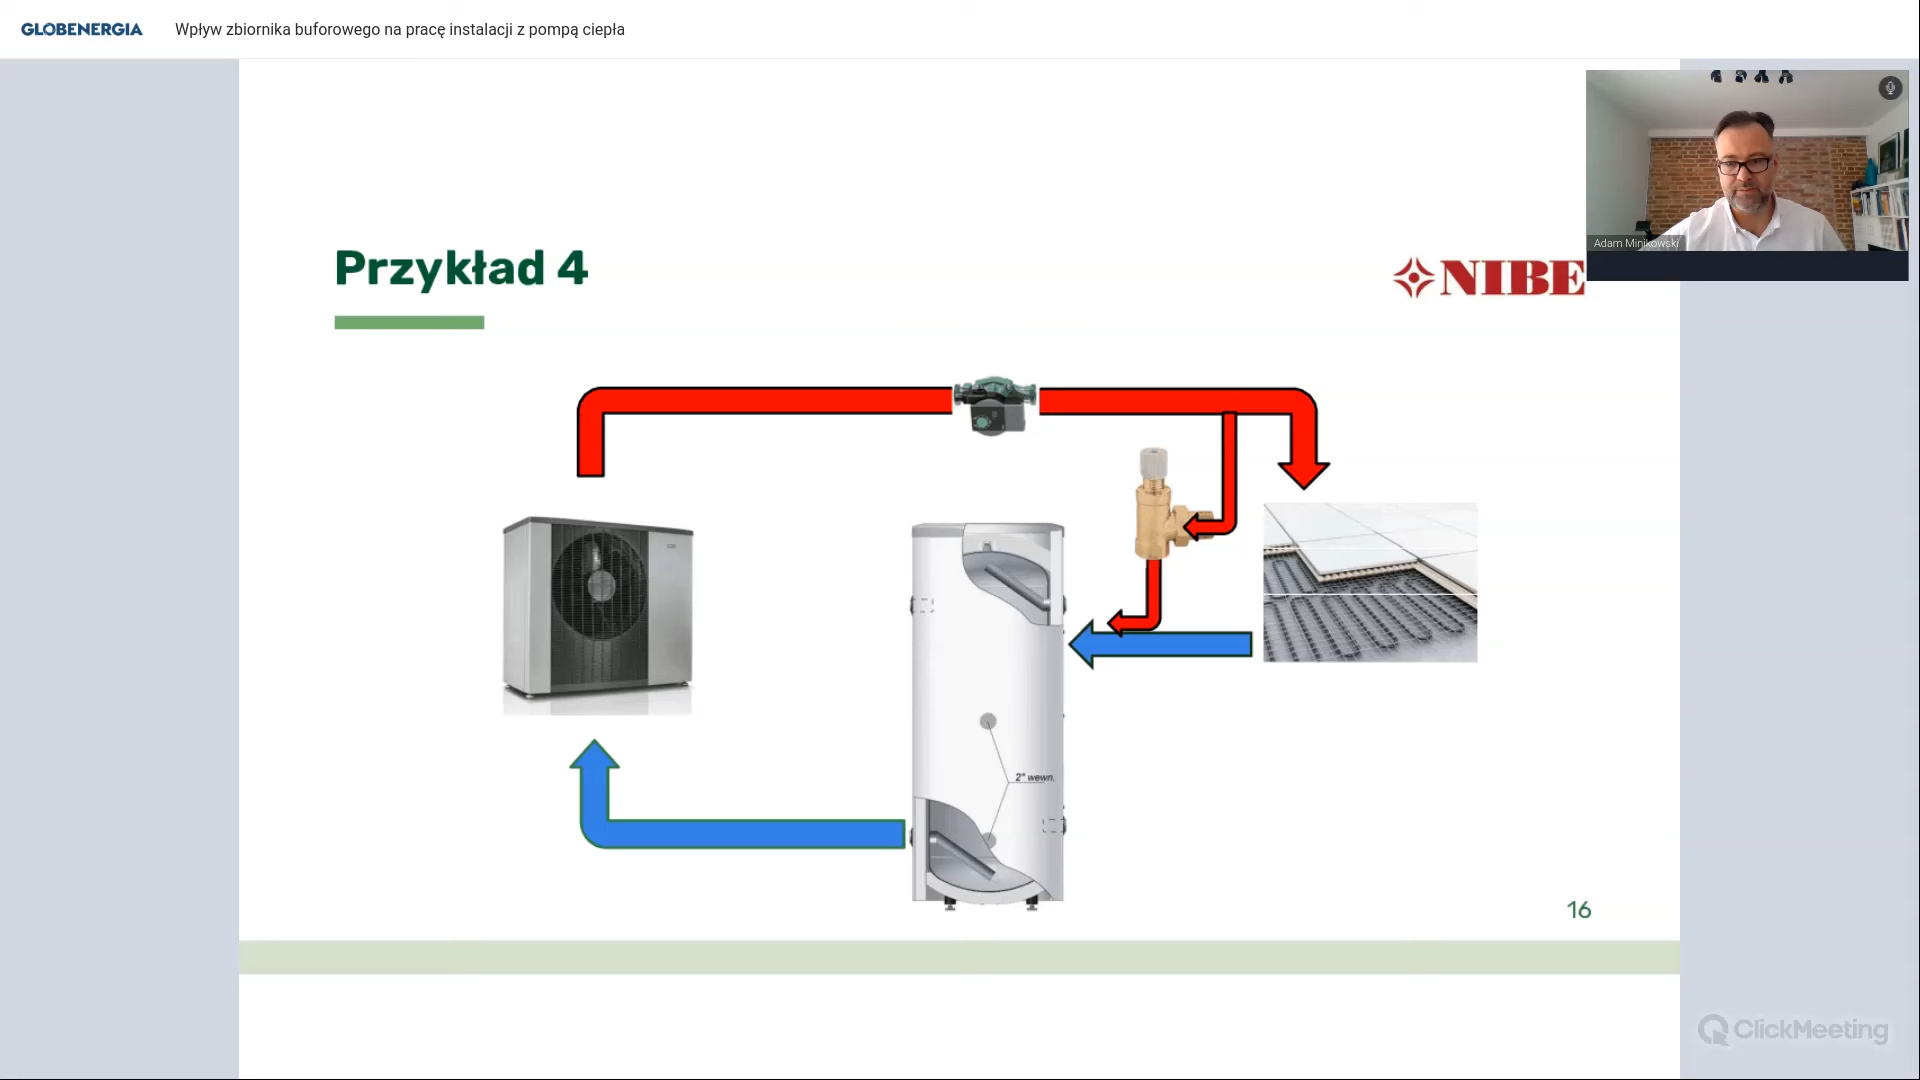 GLOBENERGIA
Wpływ zbiornika buforowego na pracę instalacji z pompą ciepła
Adam Minikowski
Przykład 4
NIBE
2" wewn.
16
ClickMeeting